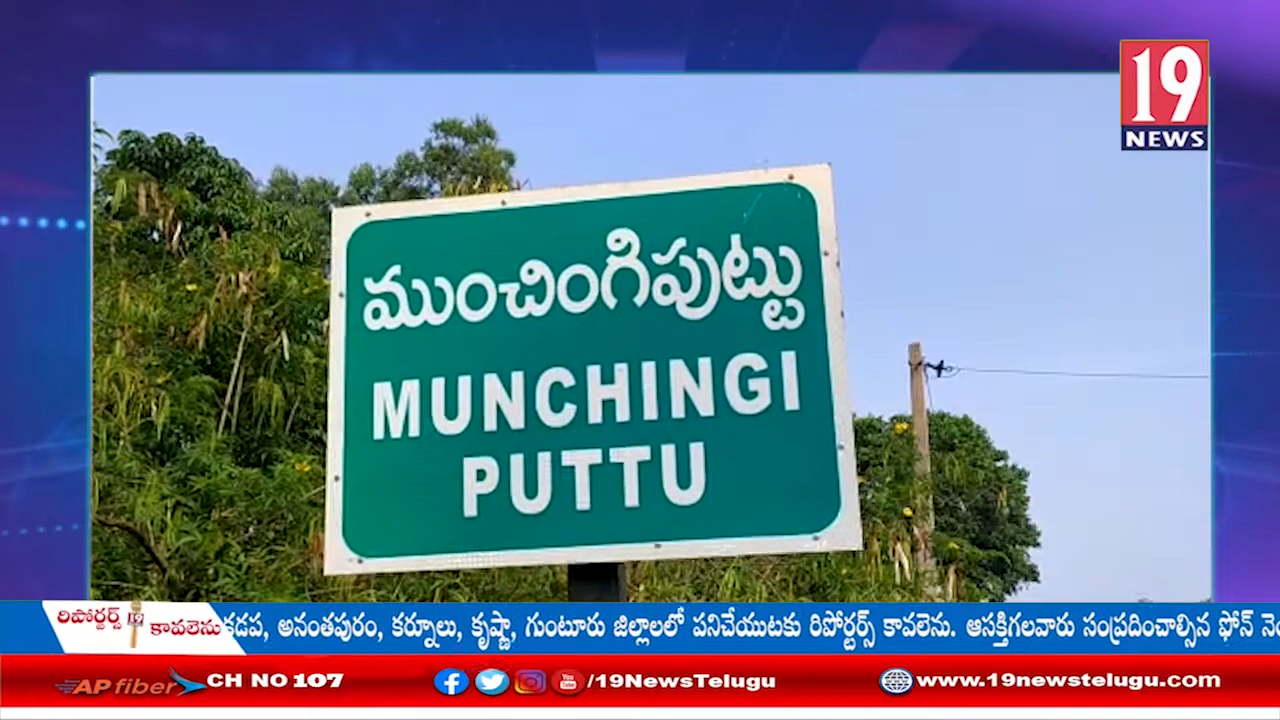 19
NEWS
ముంచింగిపుట్టు
MUNCHINGI
PUTTU
రిపోర్టర్స్ కావలెను
కడప, అనంతపురం, కర్నూలు, కృష్ణా, గుంటూరు జిల్లాలలో పనిచేయుటకు రిపోర్టర్స్ కావలెను. ఆసక్తిగలవారు సంప్రదించాల్సిన ఫోన్
AP fiber CH NO 107 /19NewsTelugu www.19newstelugu.com